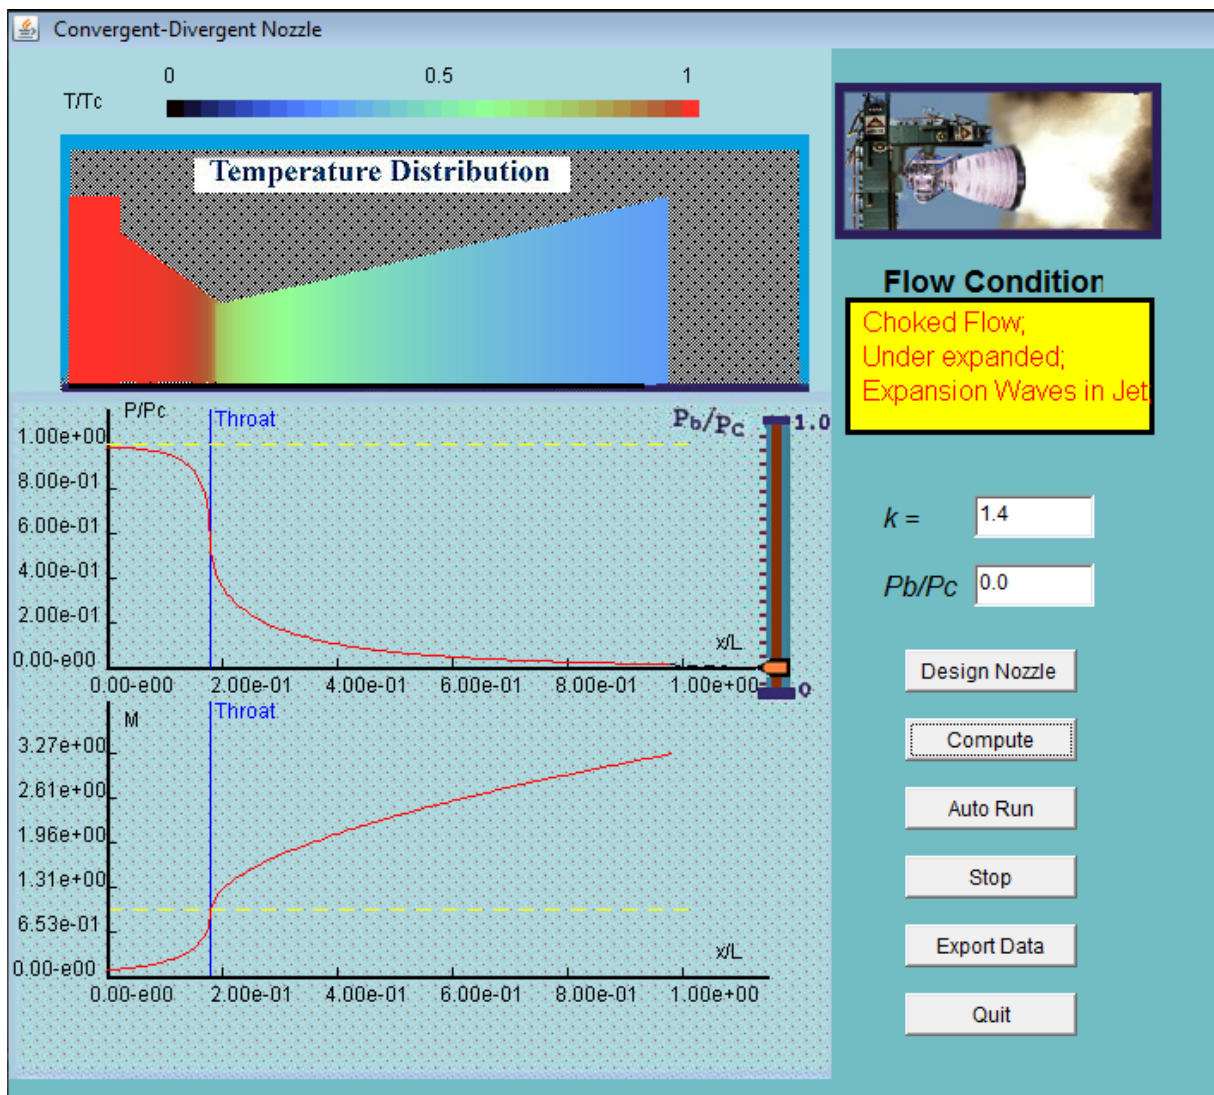 Convergent-Divergent Nozzle
0 0.5 1
T/Tc
Temperature Distribution
Flow Condition
Choked Flow;
Under expanded;
Expansion Waves in Jet;
P/Pc
Throat
Pb/Pc
1.0
1.00e+00
8.00e-01
6.00e-01
4.00e-01
2.00e-01
0.00-e00
x/L
0.00-e00 2.00e-01 4.00e-01 6.00e-01 8.00e-01 1.00e+00
0
M
Throat
3.27e+00
2.61e+00
1.96e+00
1.31e+00
6.53e-01
0.00-e00
x/L
0.00-e00 2.00e-01 4.00e-01 6.00e-01 8.00e-01 1.00e+00
k = 1.4
Pb/Pc 0.0
Design Nozzle
Compute
Auto Run
Stop
Export Data
Quit